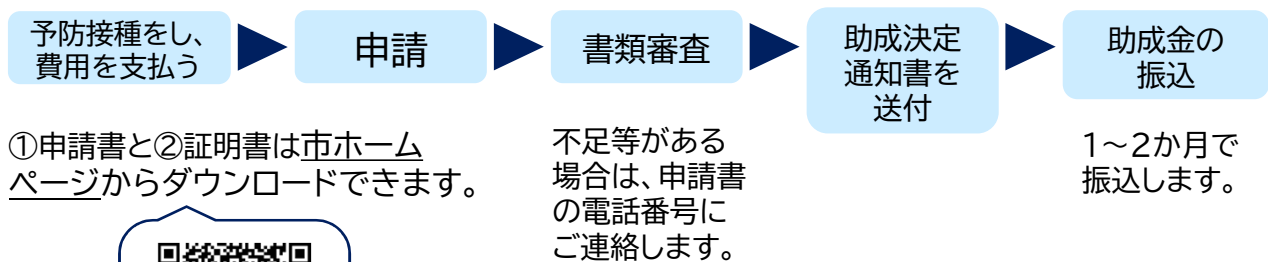 予防接種をし、
費用を支払う
申請
書類審査
助成決定
通知書を
送付
助成金の
振込
①申請書と②証明書は市ホーム
ページからダウンロードできます。
不足等がある
場合は、申請書
の電話番号に
ご連絡します。
1～2か月で
振込します。